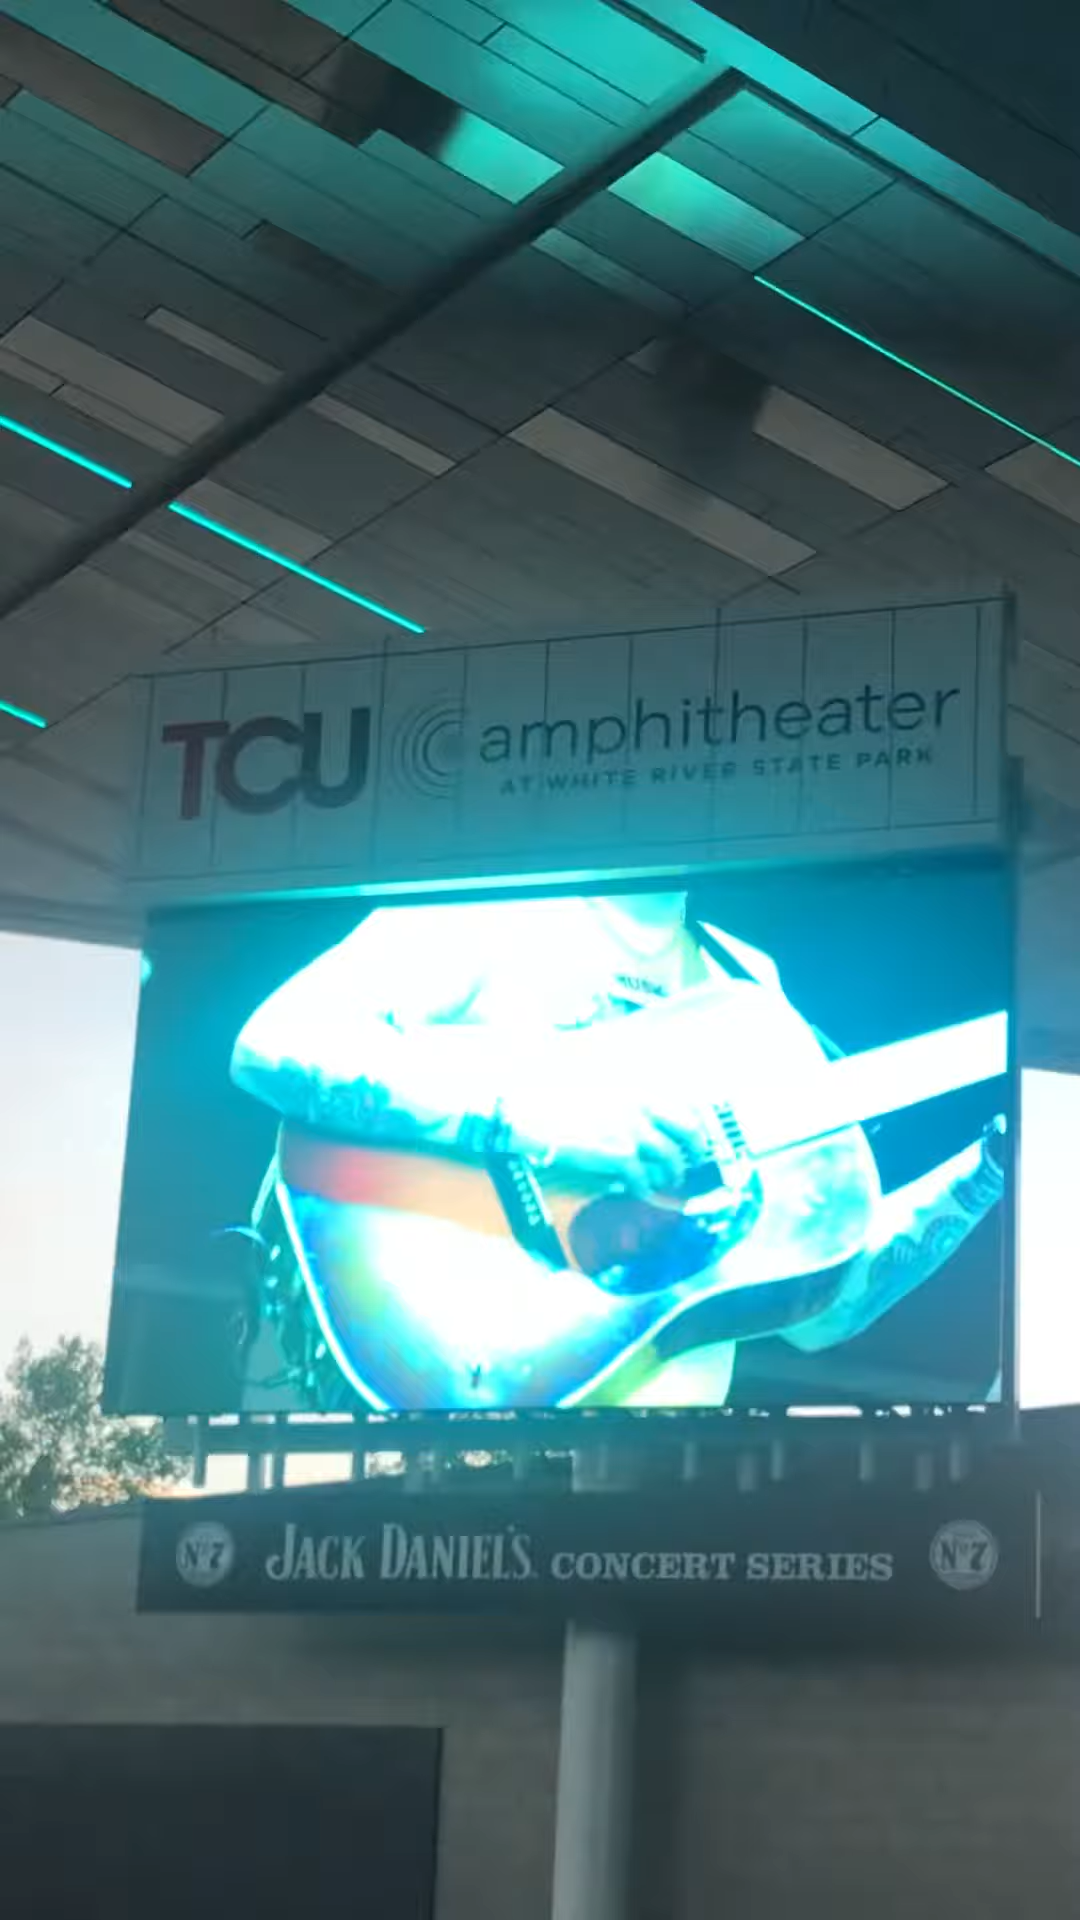 TCU amphitheater
AT WHITE RIVER STATE PARK
Nº7 JACK DANIEL'S CONCERT SERIES Nº7